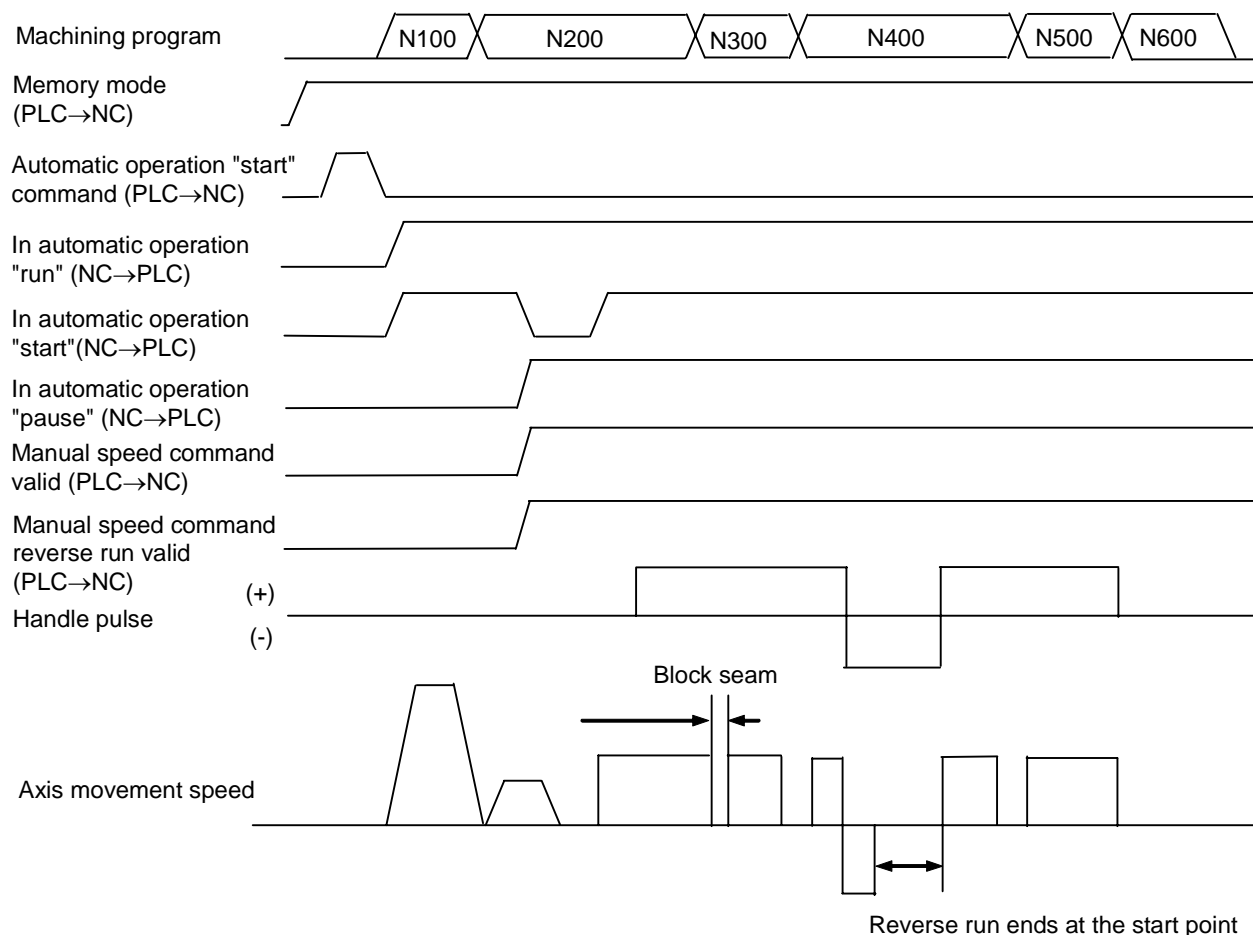 Machining program
N100 N200 N300 N400 N500 N600
Memory mode
(PLC→NC)
Automatic operation "start"
command (PLC→NC)
In automatic operation
"run" (NC→PLC)
In automatic operation
"start"(NC→PLC)
In automatic operation
"pause" (NC→PLC)
Manual speed command
valid (PLC→NC)
Manual speed command
reverse run valid
(PLC→NC)
(+)
Handle pulse
(-)
Block seam
Axis movement speed
Reverse run ends at the start point